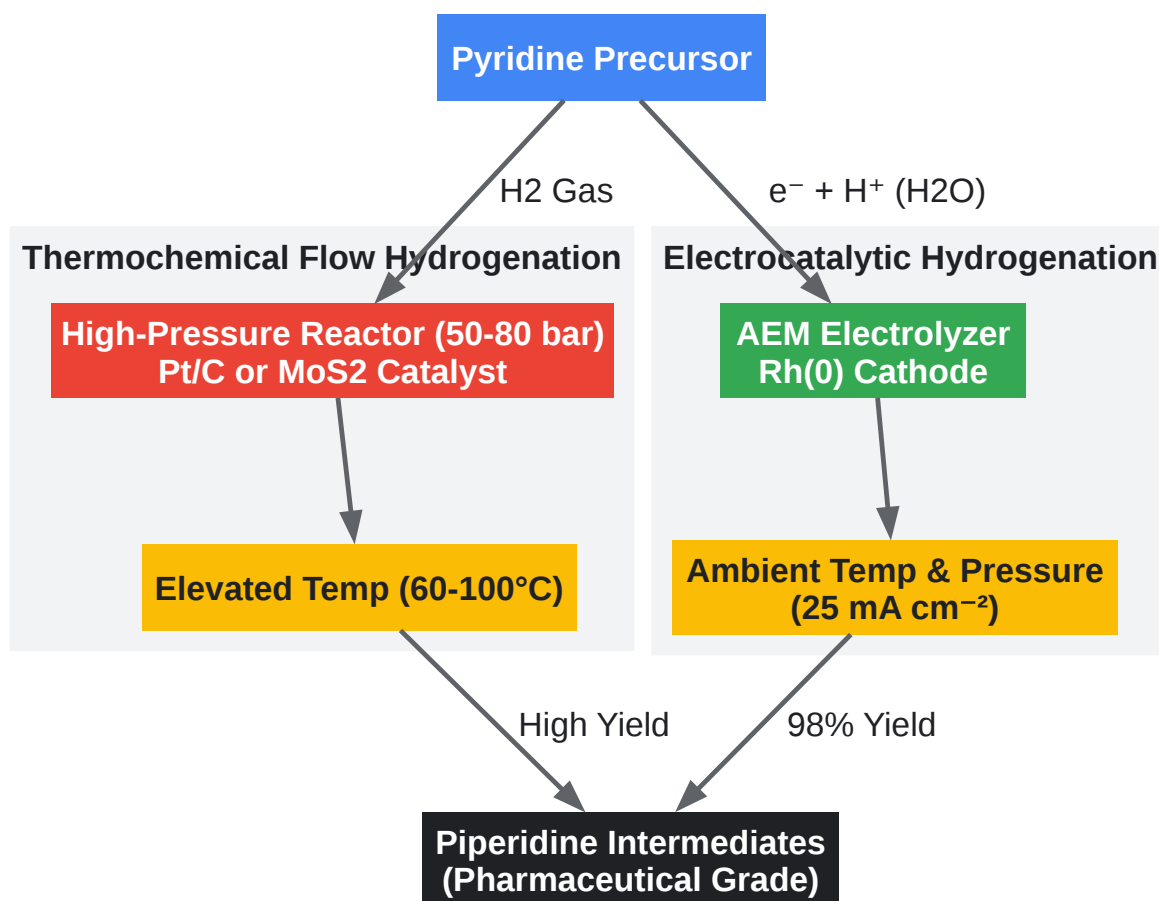 Pyridine Precursor
H2 Gas
e⁻ + H⁺ (H2O)
Thermochemical Flow Hydrogenation
Electrocatalytic Hydrogenation
High-Pressure Reactor (50-80 bar)
Pt/C or MoS2 Catalyst
AEM Electrolyzer
Rh(0) Cathode
Elevated Temp (60-100°C)
Ambient Temp & Pressure
(25 mA cm⁻²)
High Yield
98% Yield
Piperidine Intermediates
(Pharmaceutical Grade)